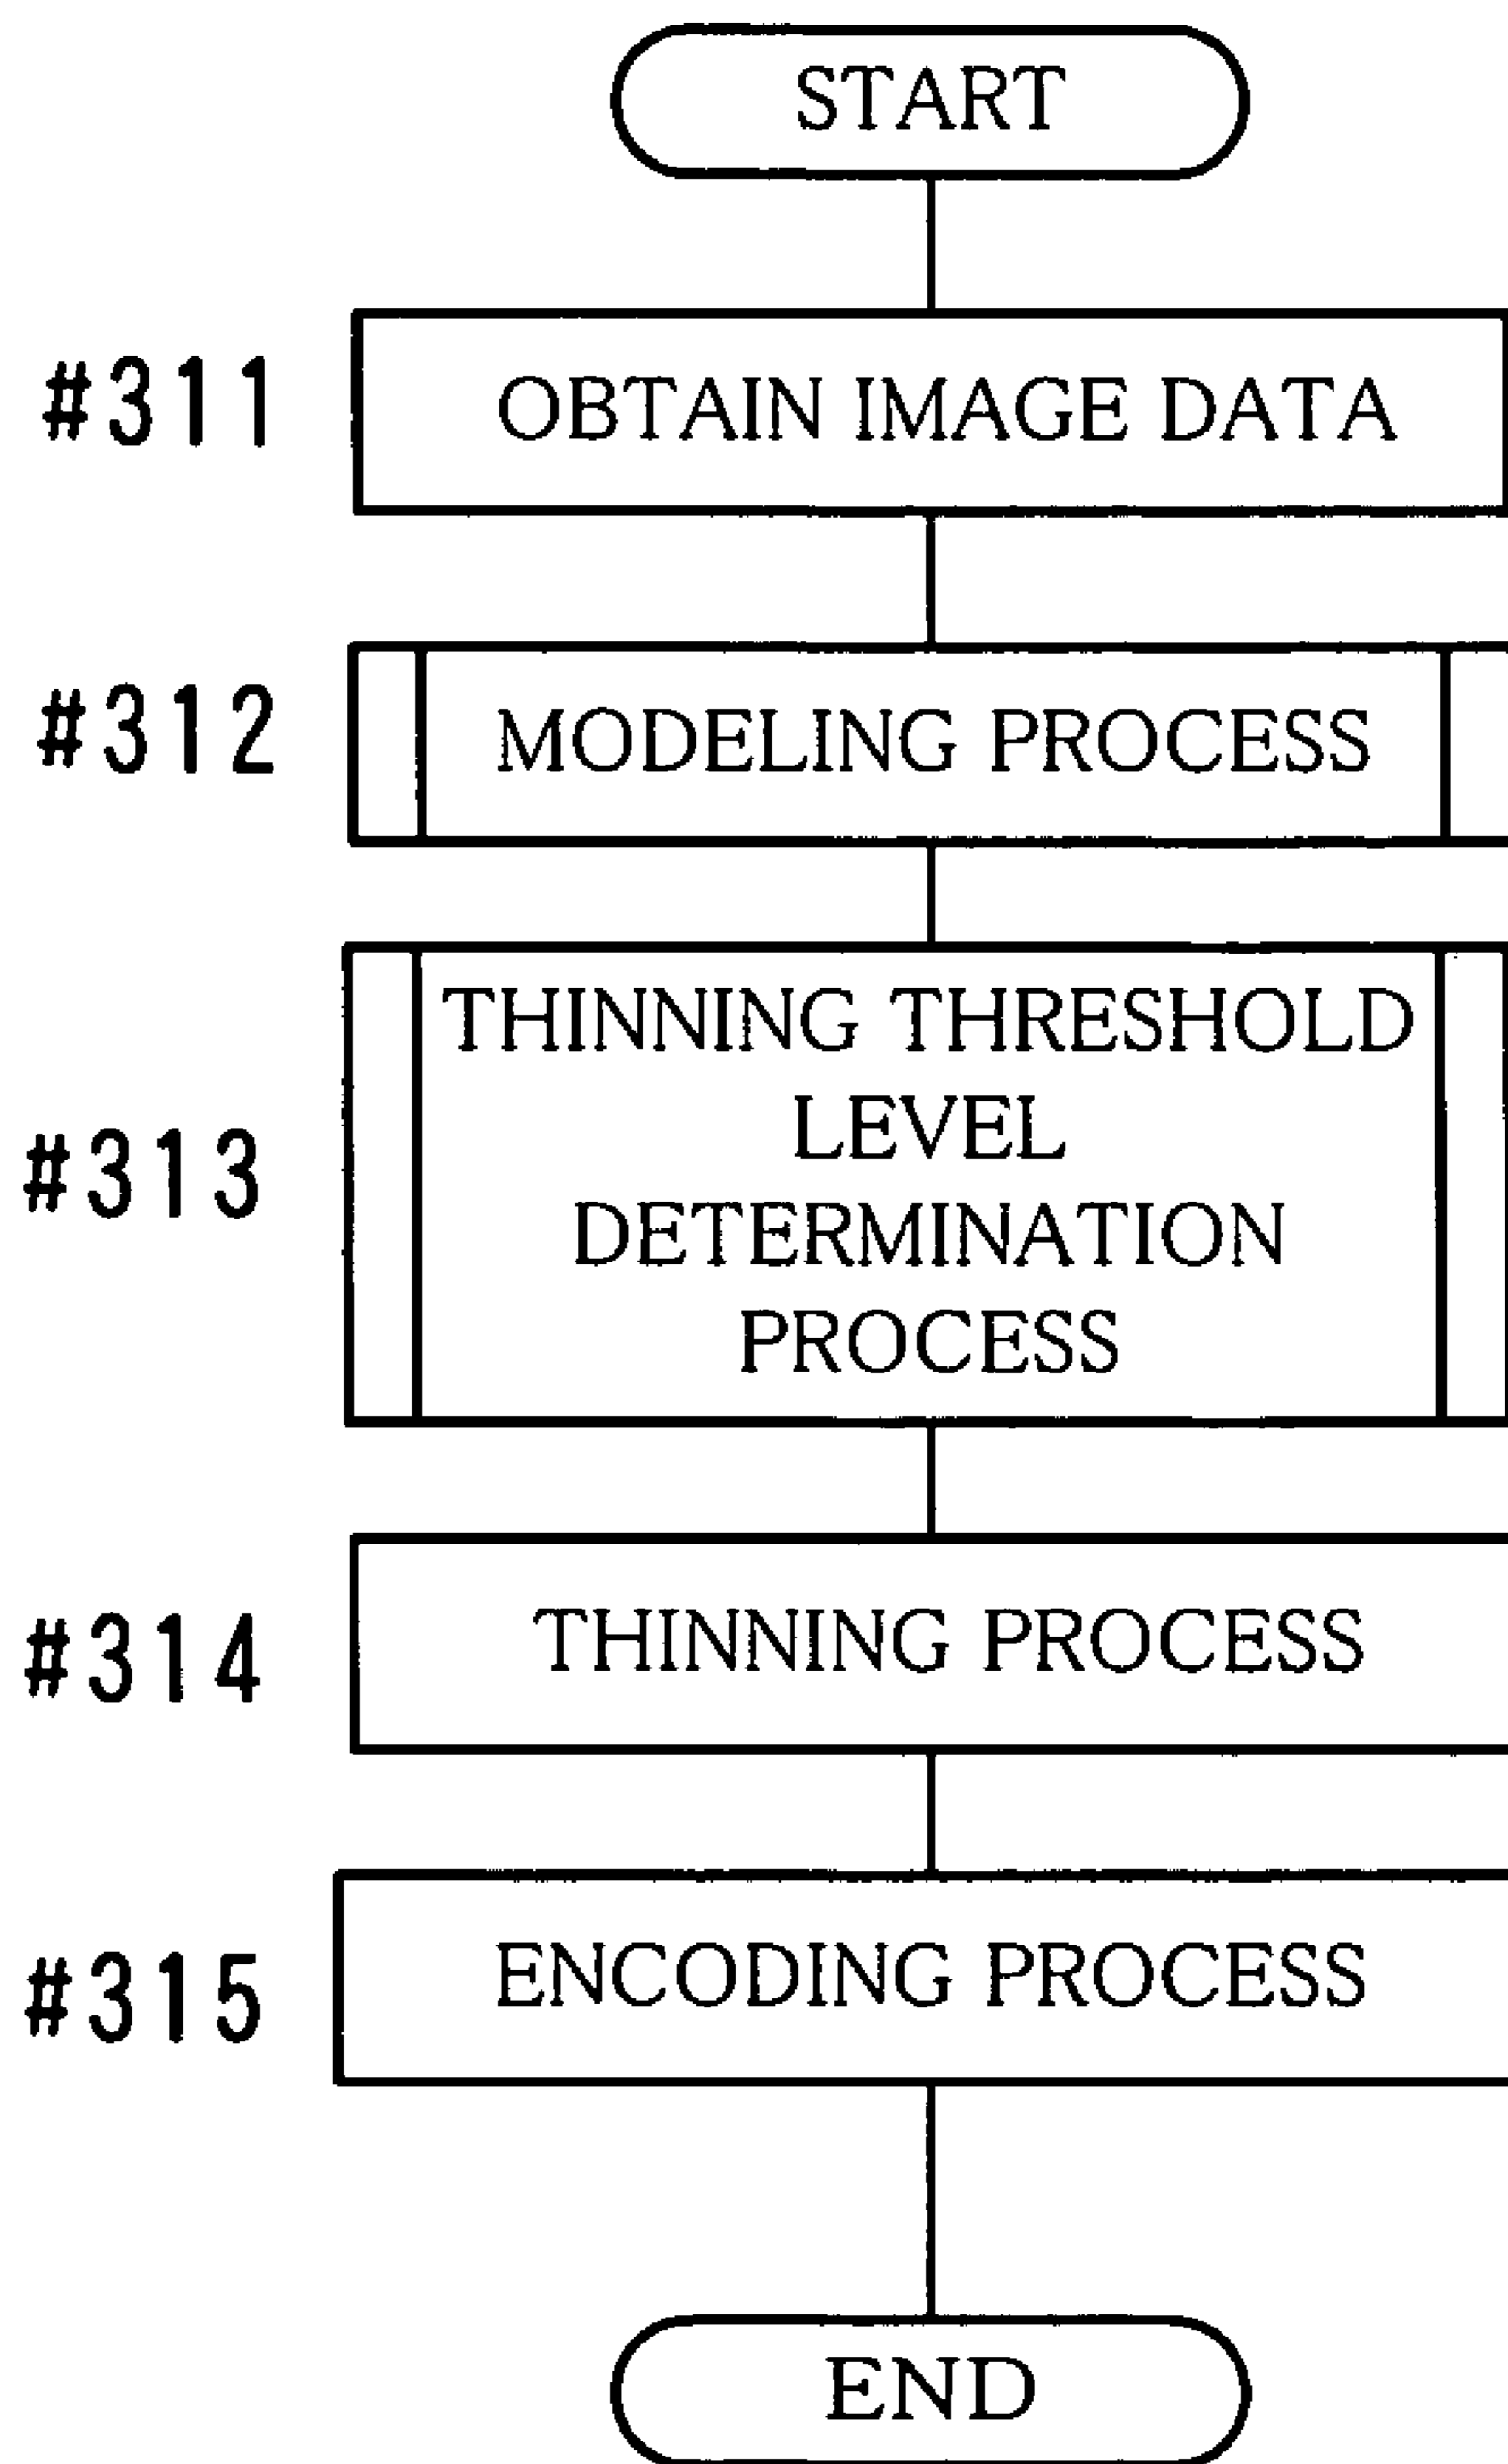 START
#311 OBTAIN IMAGE DATA
#312 MODELING PROCESS
#313 THINNING THRESHOLD
LEVEL
DETERMINATION
PROCESS
#314 THINNING PROCESS
#315 ENCODING PROCESS
END